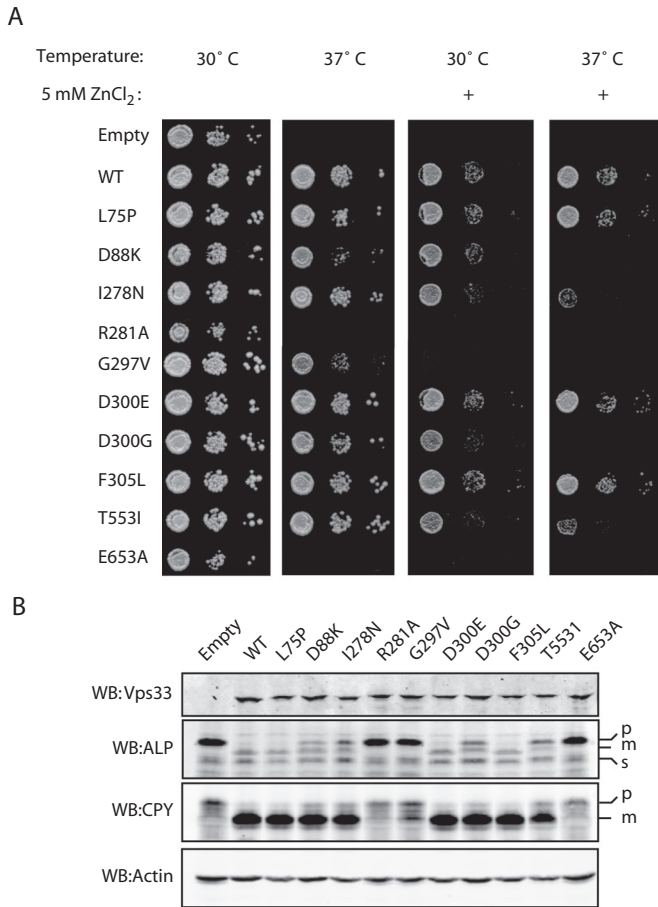 A
Temperature: 30° C 37° C 30° C 37° C
5 mM ZnCl2 : + +
Empty
WT
L75P
D88K
I278N
R281A
G297V
D300E
D300G
F305L
T553I
E653A
B
Empty WT L75P D88K I278N R281A G297V D300E D300G F305L T5531 E653A
WB:Vps33
WB:ALP p m s
WB:CPY p m
WB:Actin